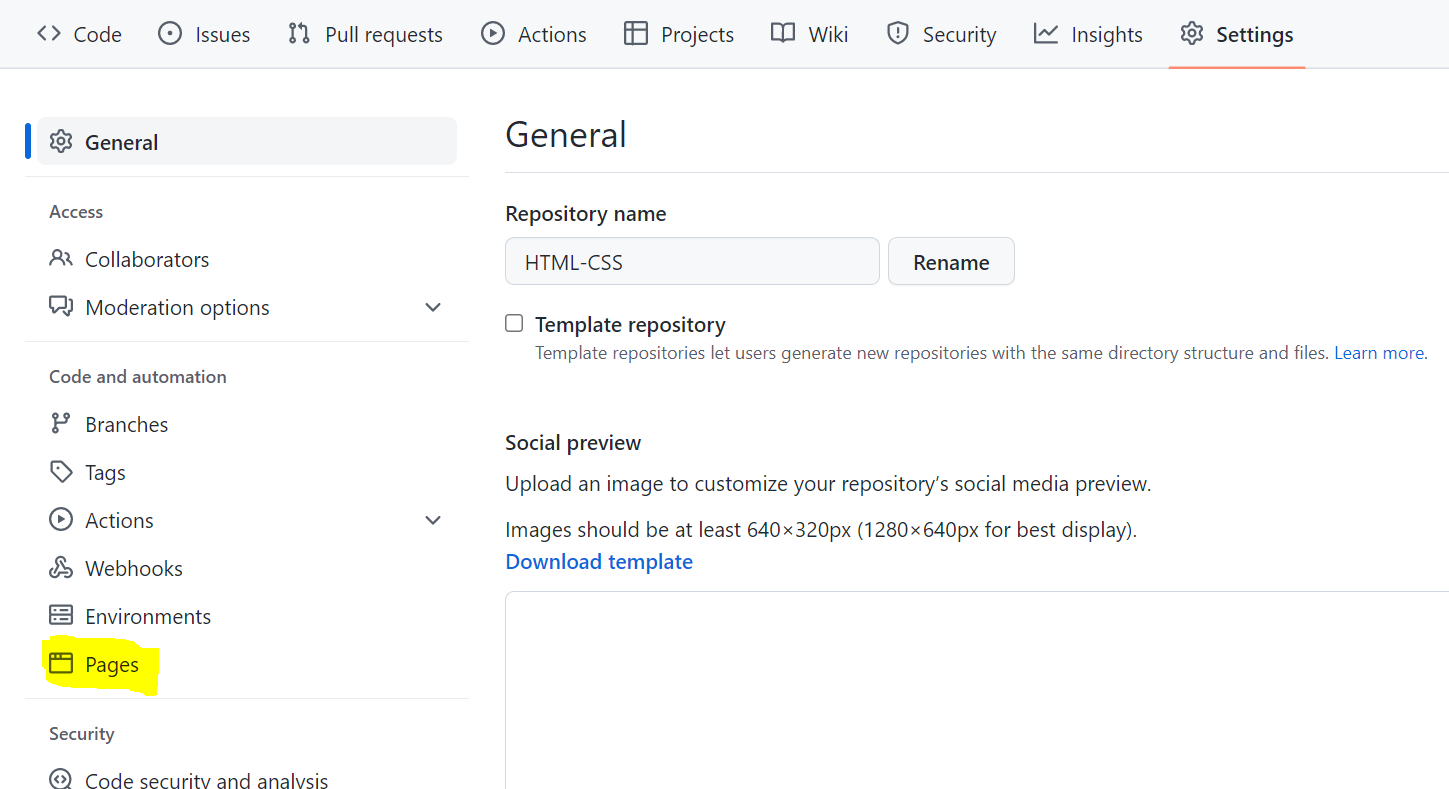 Code Issues Pull requests Actions Projects Wiki Security Insights Settings
General
Access
Collaborators
Moderation options
Code and automation
Branches
Tags
Actions
Webhooks
Environments
Pages
Security
Code security and analysis
General
Repository name
HTML-CSS Rename
Template repository
Template repositories let users generate new repositories with the same directory structure and files. Learn more.
Social preview
Upload an image to customize your repository’s social media preview.
Images should be at least 640×320px (1280×640px for best display).
Download template